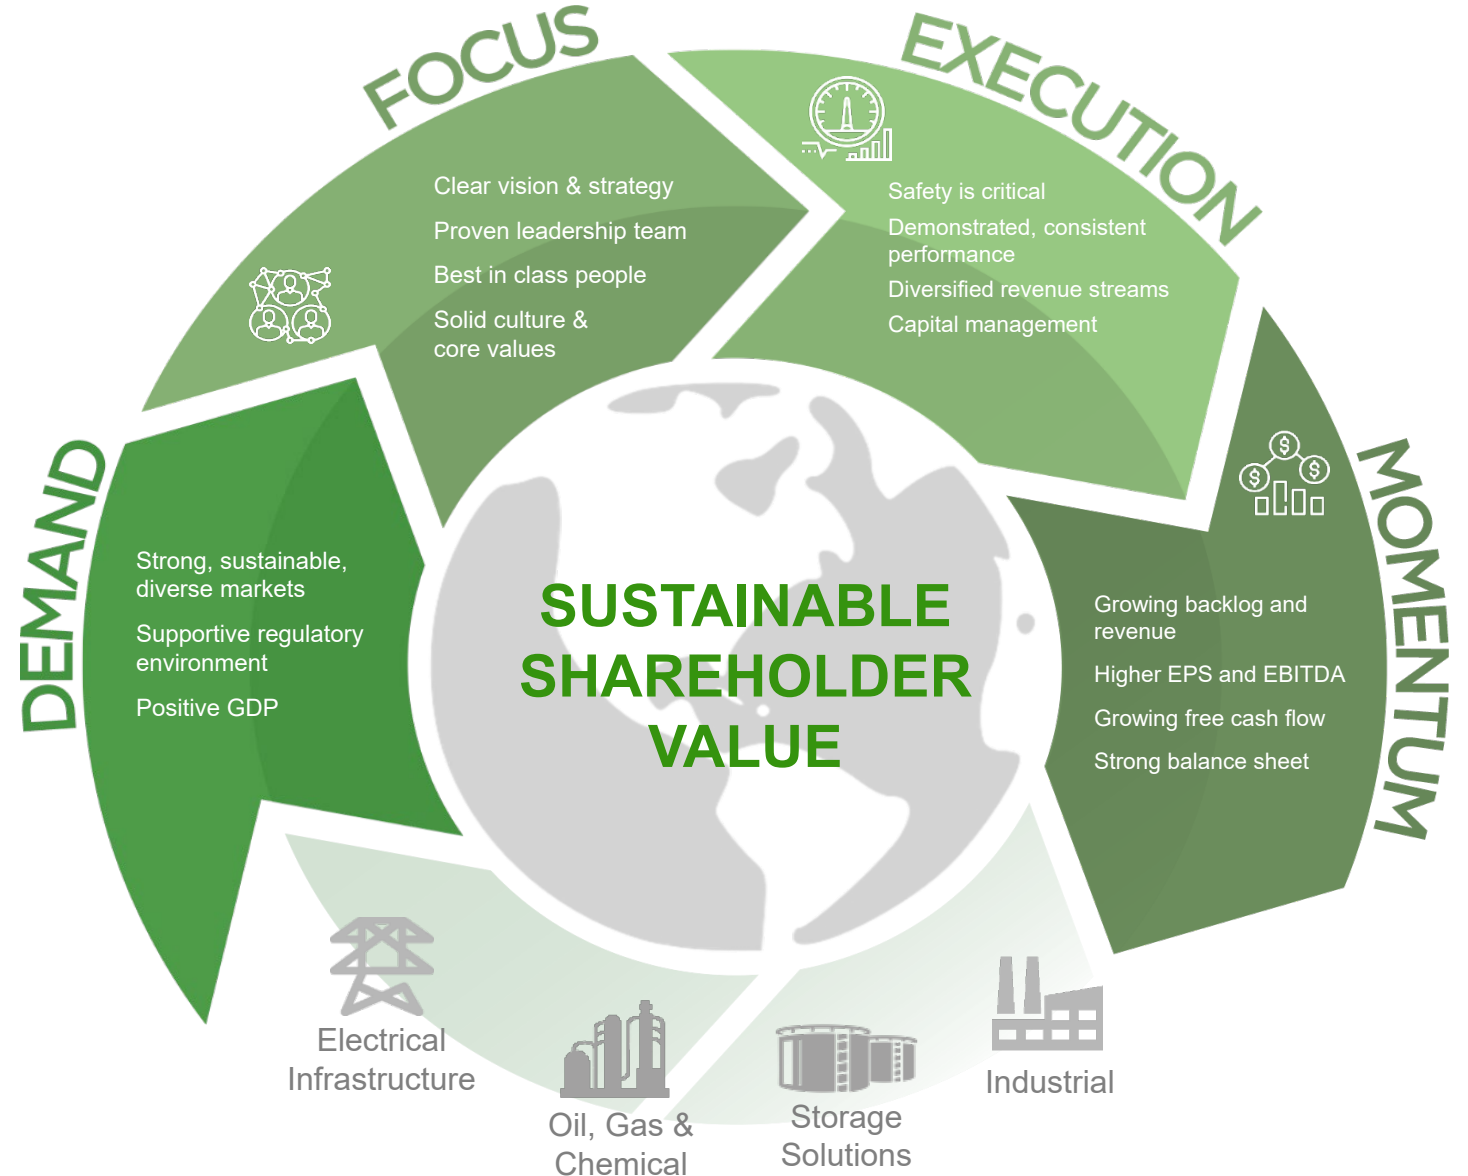 FOCUS
Clear vision & strategy
Proven leadership team
Best in class people
Solid culture &
core values
EXECUTION
Safety is critical
Demonstrated, consistent
performance
Diversified revenue streams
Capital management
DEMAND
Strong, sustainable,
diverse markets
Supportive regulatory
environment
Positive GDP
SUSTAINABLE
SHAREHOLDER
VALUE
MOMENTUM
$
$
$
Growing backlog and
revenue
Higher EPS and EBITDA
Growing free cash flow
Strong balance sheet
Electrical
Infrastructure
Oil, Gas &
Chemical
Storage
Solutions
Industrial